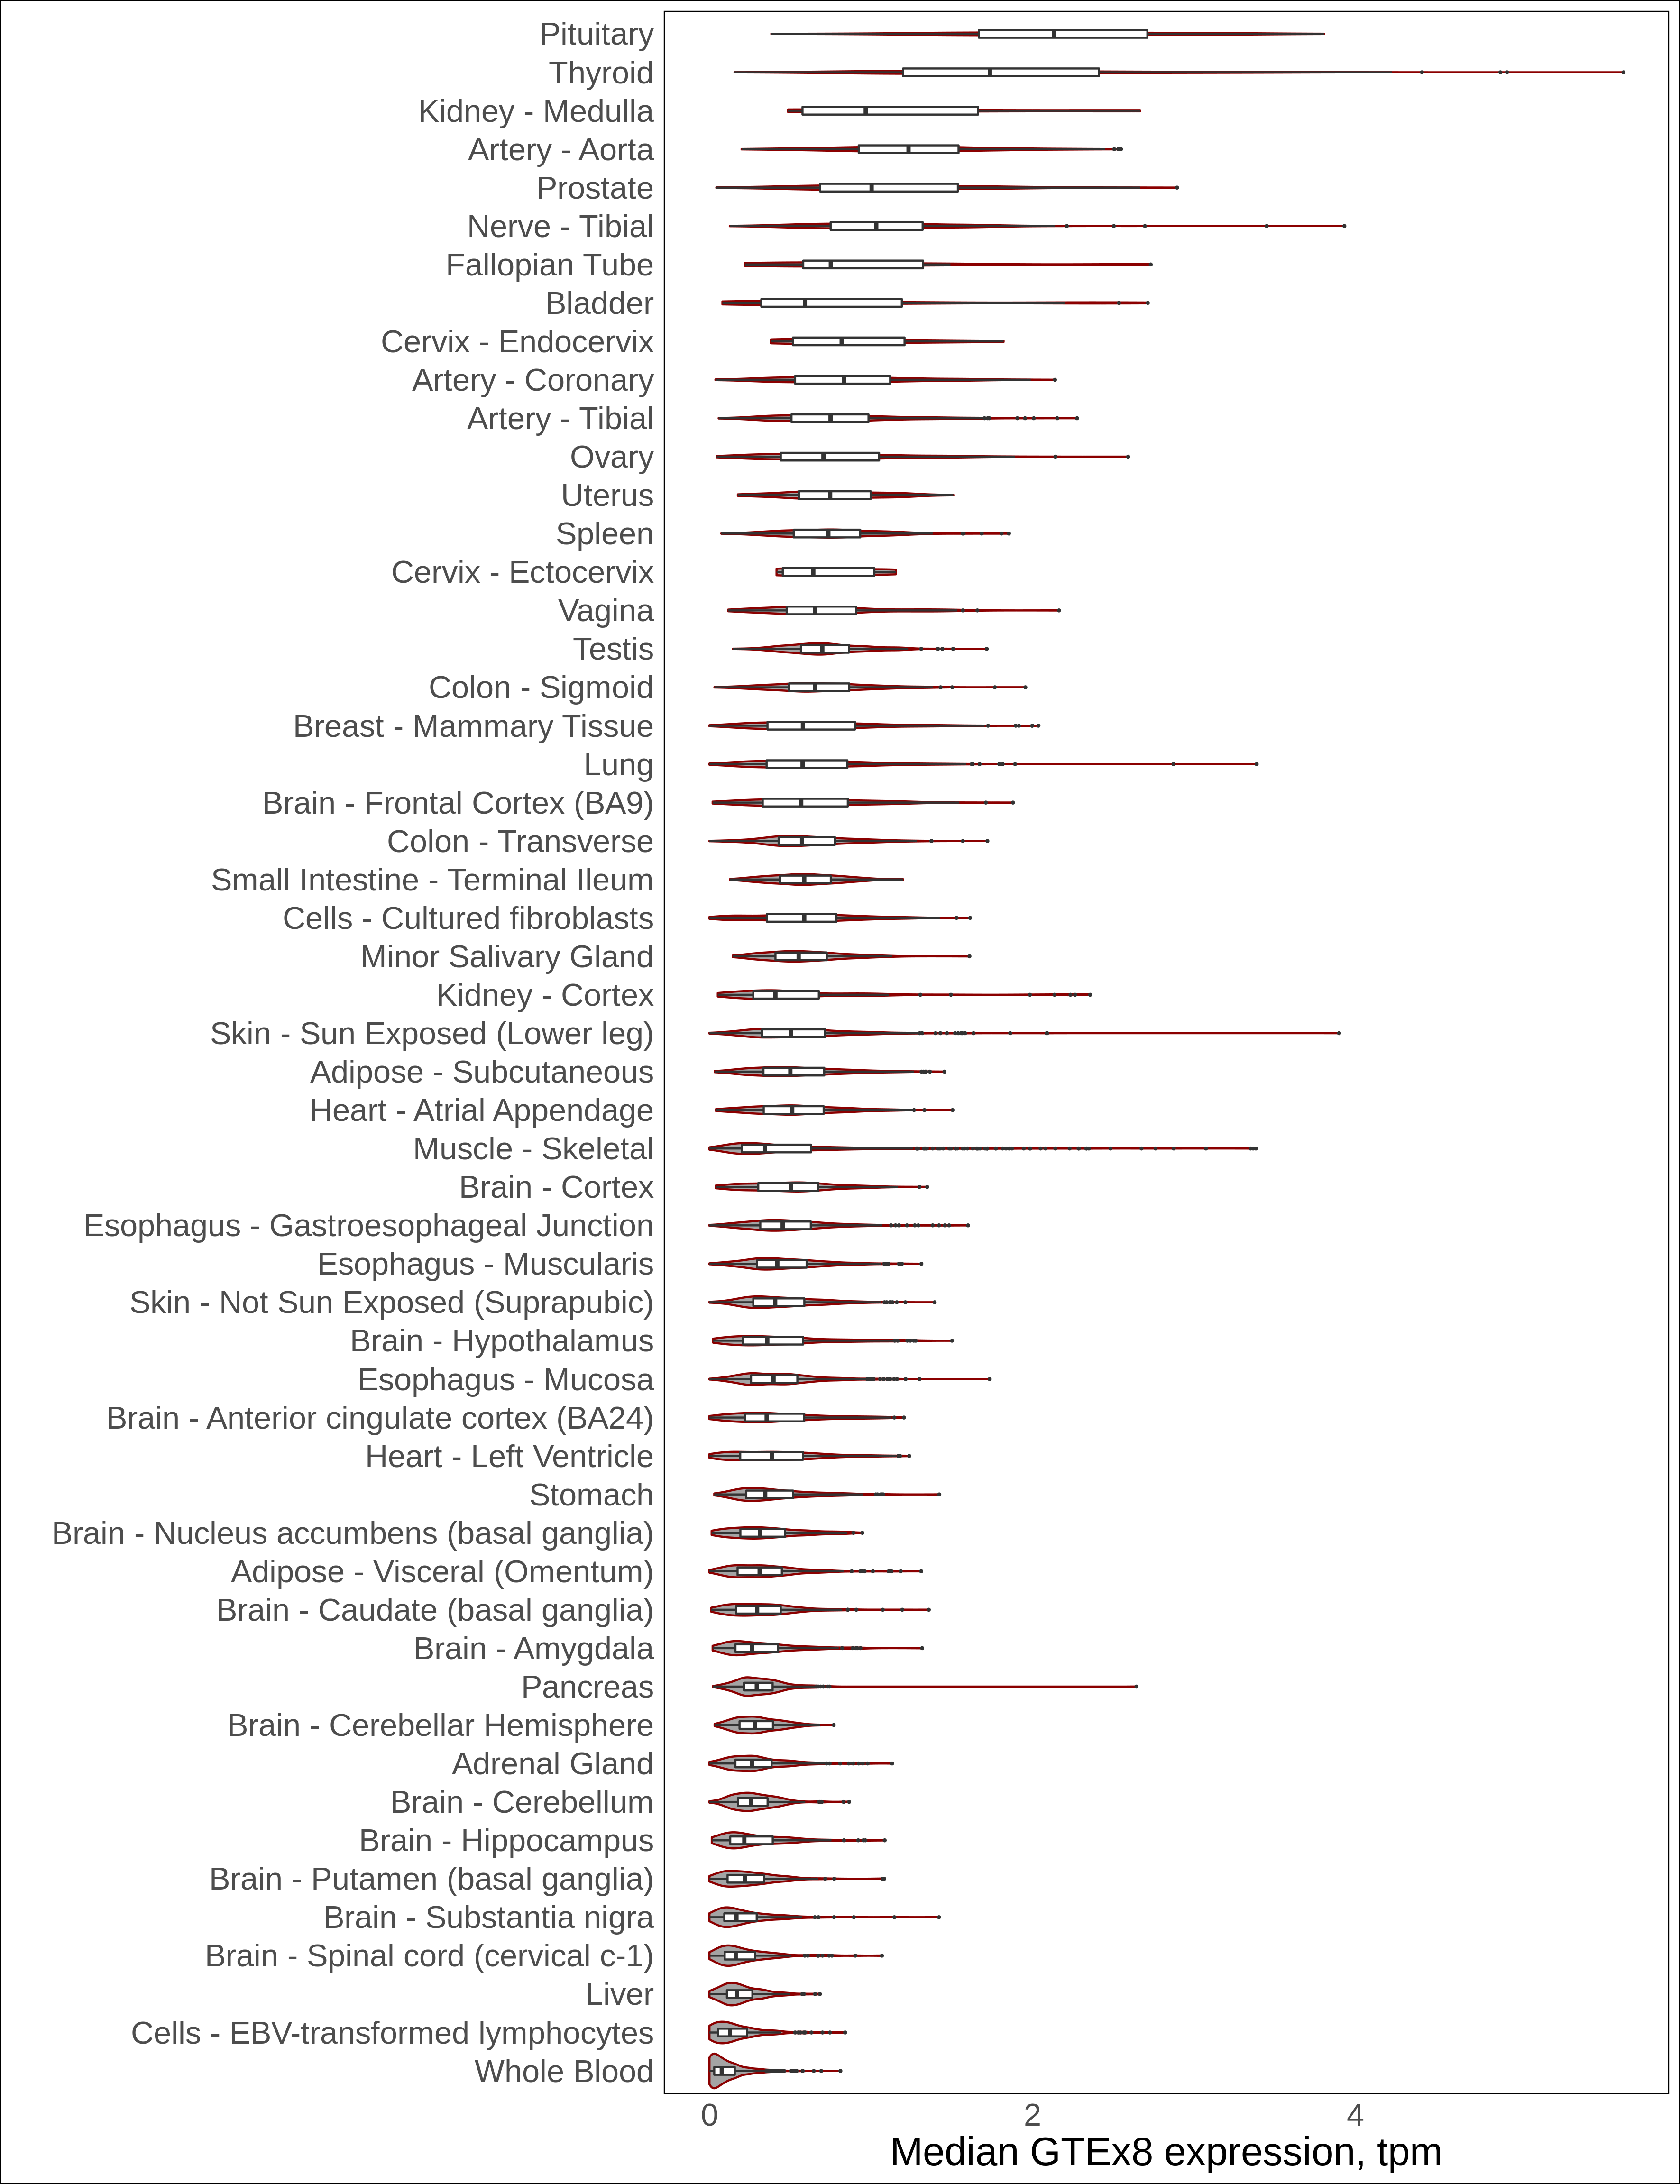 Pituitary
Thyroid
Kidney - Medulla
Artery - Aorta
Prostate
Nerve - Tibial
Fallopian Tube
Bladder
Cervix - Endocervix
Artery - Coronary
Artery - Tibial
Ovary
Uterus
Spleen
Cervix - Ectocervix
Vagina
Testis
Colon - Sigmoid
Breast - Mammary Tissue
Lung
Brain - Frontal Cortex (BA9)
Colon - Transverse
Small Intestine - Terminal Ileum
Cells - Cultured fibroblasts
Minor Salivary Gland
Kidney - Cortex
Skin - Sun Exposed (Lower leg)
Adipose - Subcutaneous
Heart - Atrial Appendage
Muscle - Skeletal
Brain - Cortex
Esophagus - Gastroesophageal Junction
Esophagus - Muscularis
Skin - Not Sun Exposed (Suprapubic)
Brain - Hypothalamus
Esophagus - Mucosa
Brain - Anterior cingulate cortex (BA24)
Heart - Left Ventricle
Stomach
Brain - Nucleus accumbens (basal ganglia)
Adipose - Visceral (Omentum)
Brain - Caudate (basal ganglia)
Brain - Amygdala
Pancreas
Brain - Cerebellar Hemisphere
Adrenal Gland
Brain - Cerebellum
Brain - Hippocampus
Brain - Putamen (basal ganglia)
Brain - Substantia nigra
Brain - Spinal cord (cervical c-1)
Liver
Cells - EBV-transformed lymphocytes
Whole Blood
0 2 4
Median GTEx8 expression, tpm